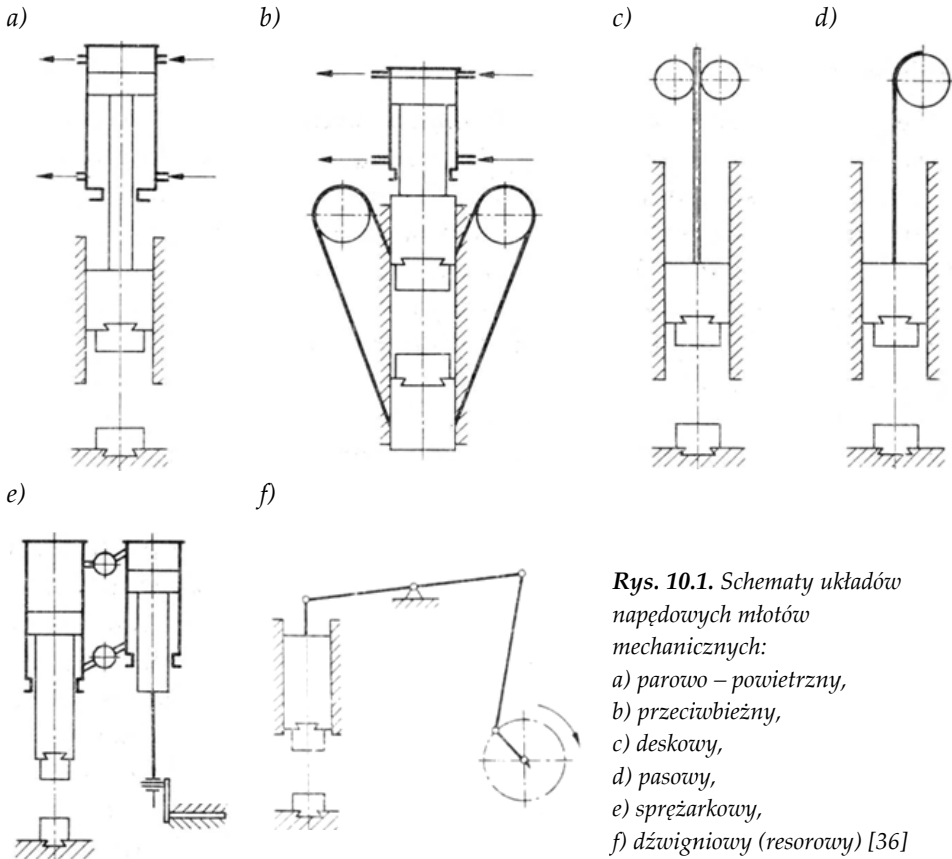 a)
b)
c)
d)
e)
f)
Rys. 10.1. Schematy układów
napędowych młotów
mechanicznych:
a) parowo – powietrzny,
b) przeciwbieżny,
c) deskowy,
d) pasowy,
e) sprężarkowy,
f) dźwigniowy (resorowy) [36]